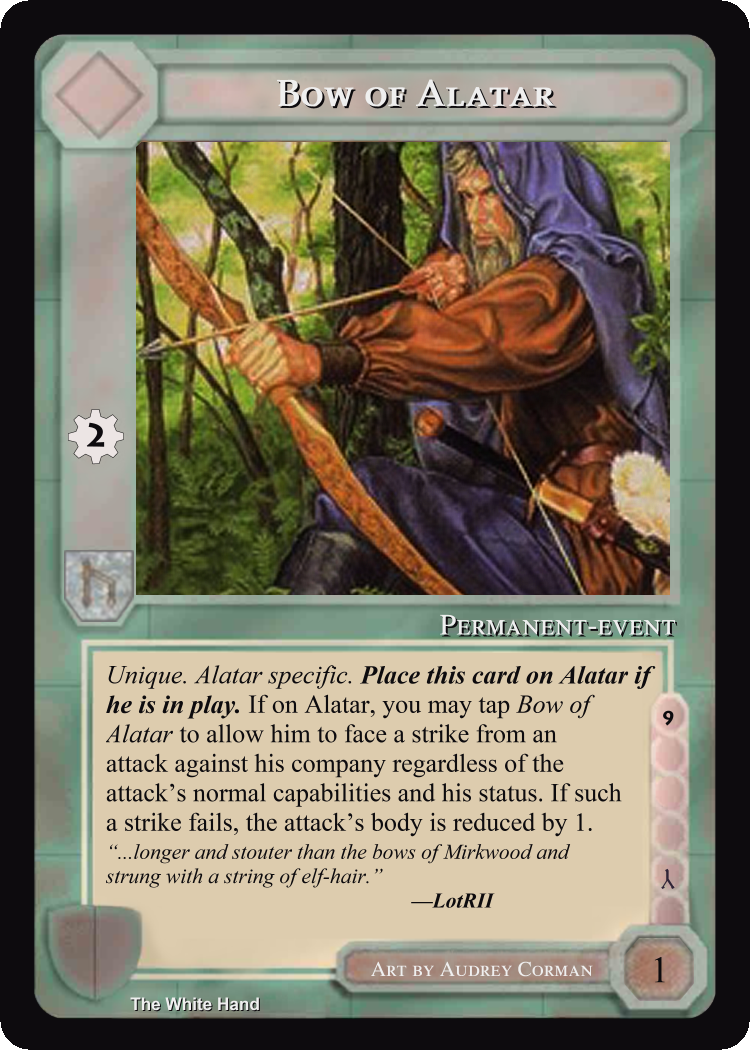 Bow of Alatar
2
Permanent-event
Unique. Alatar specific. Place this card on Alatar if
he is in play. If on Alatar, you may tap Bow of
Alatar to allow him to face a strike from an
attack against his company regardless of the
attack’s normal capabilities and his status. If such
a strike fails, the attack’s body is reduced by 1.
“...longer and stouter than the bows of Mirkwood and
strung with a string of elf-hair.”
—LotRII
9
Art by Audrey Corman
1
The White Hand